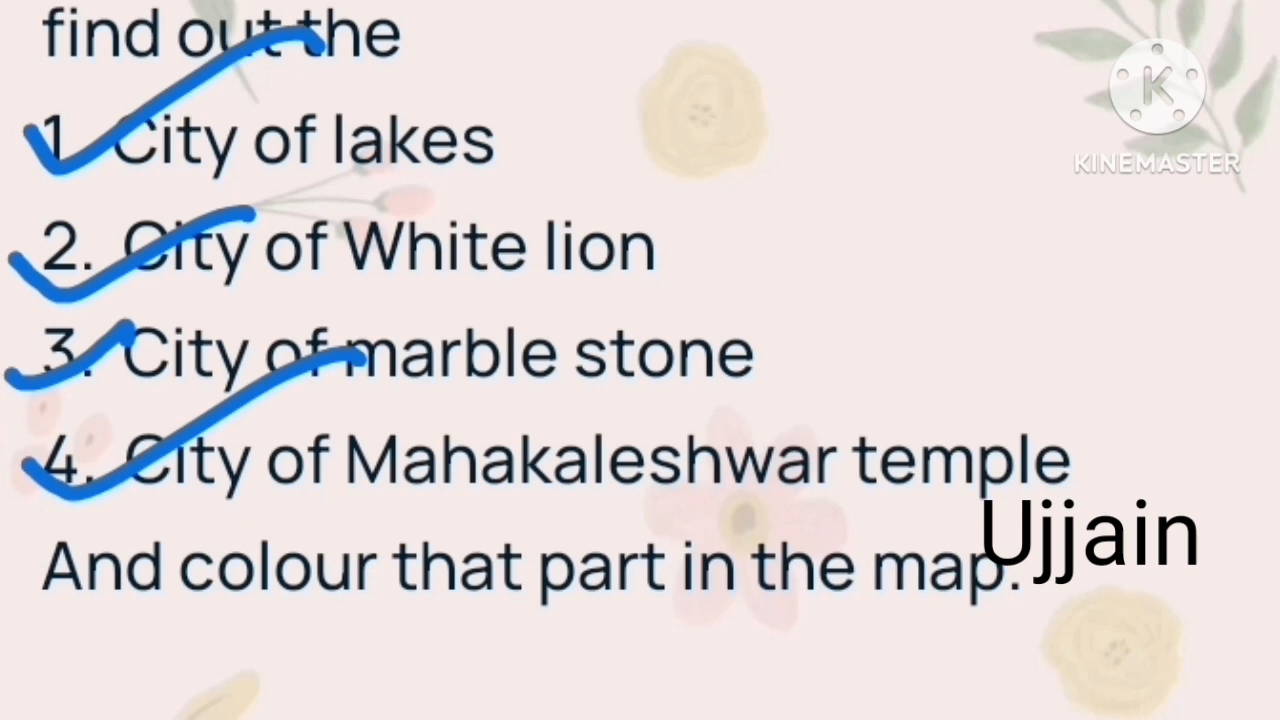 find out the
1. City of lakes
2. City of White lion
3. City of marble stone
4. City of Mahakaleshwar temple
Ujjain
And colour that part in the map.
K
KINEMASTER